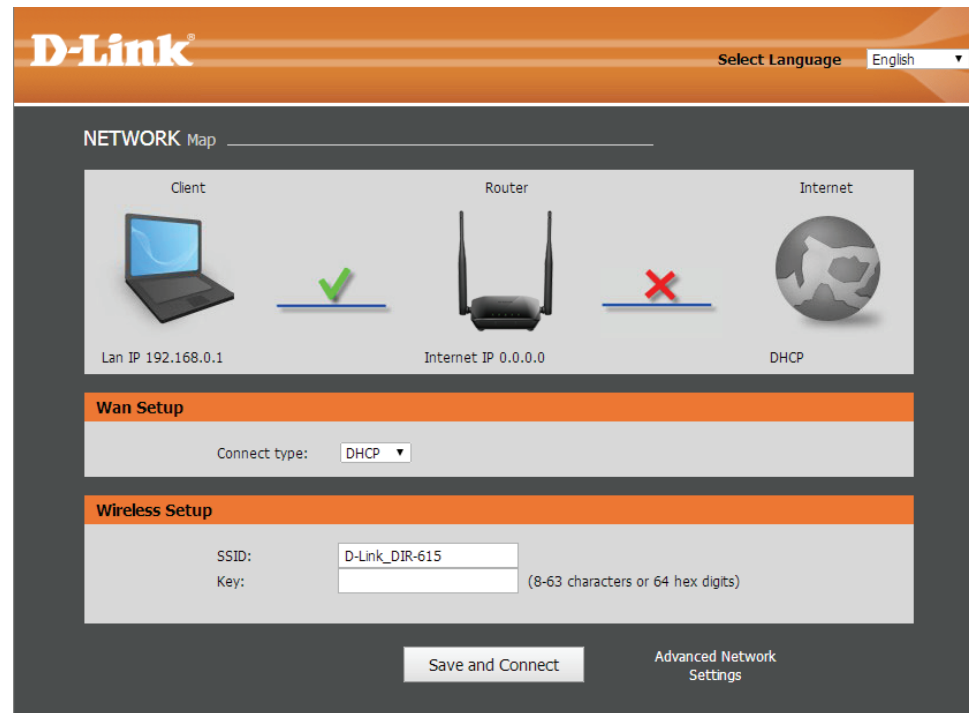 D-Link®
Select Language English
NETWORK Map
Client Router Internet
Lan IP 192.168.0.1 Internet IP 0.0.0.0 DHCP
Wan Setup
Connect type: DHCP
Wireless Setup
SSID: D-Link_DIR-615
Key: (8-63 characters or 64 hex digits)
Save and Connect
Advanced Network
Settings